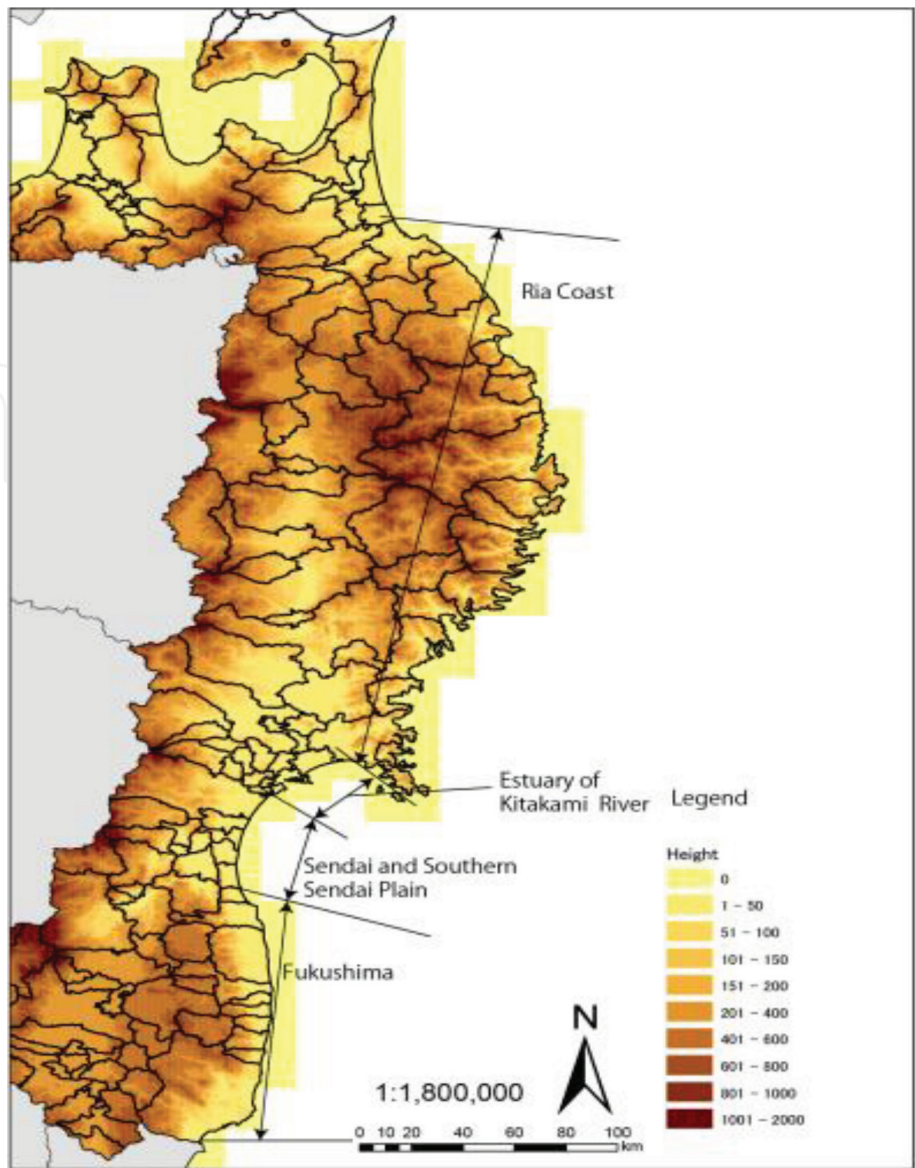 Ria Coast
Estuary of
Kitakami River
Sendai and Southern
Sendai Plain
Fukushima
Legend
Height
0
1 - 50
51 - 100
101 - 150
151 - 200
201 - 400
401 - 600
601 - 800
801 - 1000
1001 - 2000
N
1:1,800,000
0 10 20 40 60 80 100
km